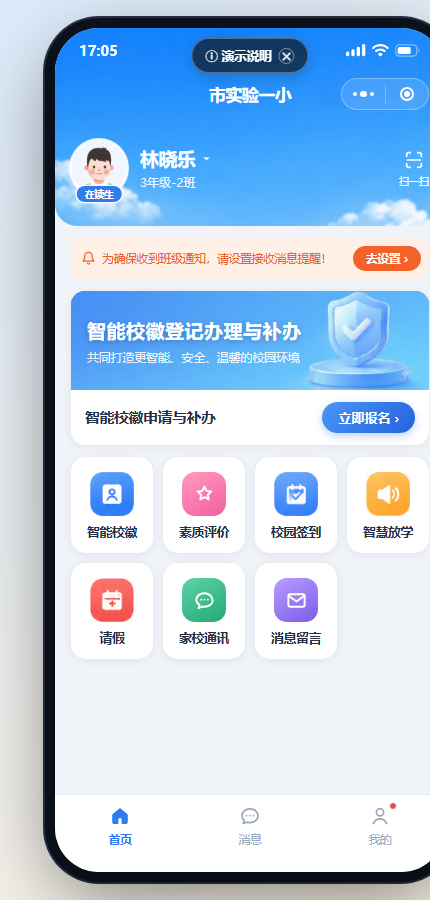 17:05
演示说明
市实验一小
林晓乐
3年级-2班
在徒生
扫一扫
为确保收到班级通知，请设置接收消息提醒！
去设置 ›
智能校徽登记办理与补办
共同打造更智能、安全、温馨的校园环境
智能校徽申请与补办
立即报名 ›
智能校徽
素质评价
校园签到
智慧放学
请假
家校通讯
消息留言
首页
消息
我的